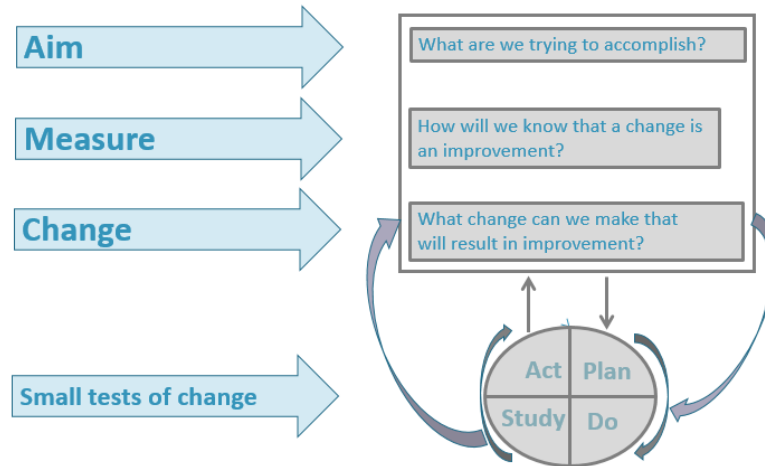 Aim
What are we trying to accomplish?
Measure
How will we know that a change is
an improvement?
Change
What change can we make that
will result in improvement?
Small tests of change
Act
Plan
Study
Do